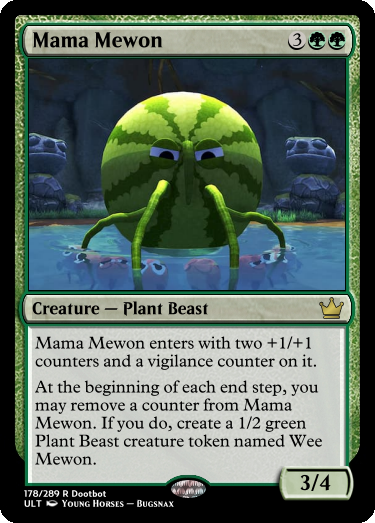 Mama Mewon 3
Creature — Plant Beast
Mama Mewon enters with two +1/+1
counters and a vigilance counter on it.
At the beginning of each end step, you
may remove a counter from Mama
Mewon. If you do, create a 1/2 green
Plant Beast creature token named Wee
Mewon.
3/4
178/289 R Dootbot
ULT Young Horses — Bugsnax